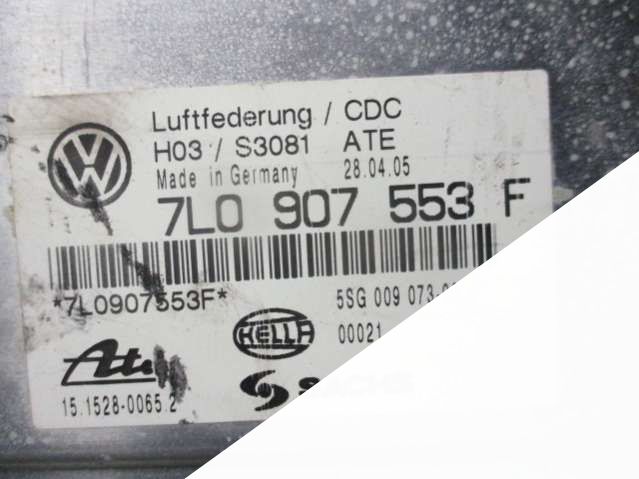 Luftfederung / CDC
H03 / S3081 ATE
Made in Germany 28.04.05
7L0 907 553 F
*7L0907553F*
5SG 009 073-
HELLA 00021
Ate
15.1528-0065.2